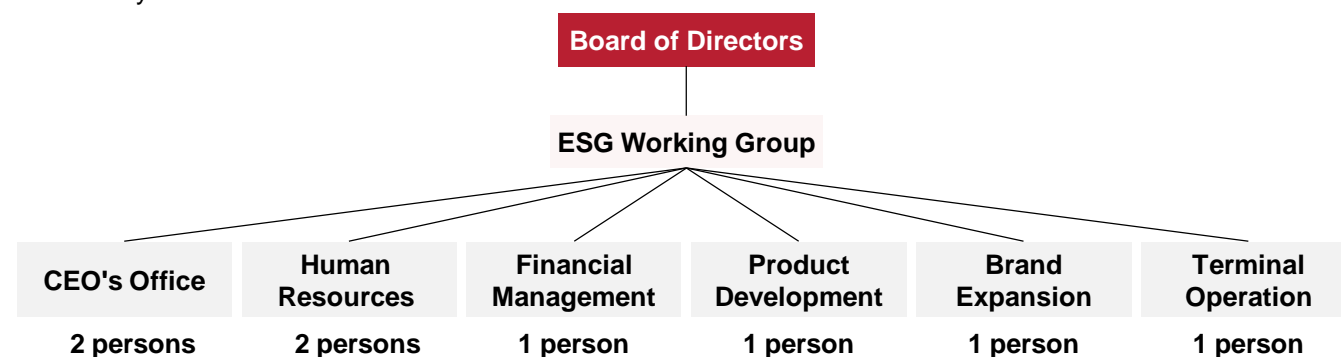 Board of Directors
ESG Working Group
CEO's Office
Human
Resources
Financial
Management
Product
Development
Brand
Expansion
Terminal
Operation
2 persons
2 persons
1 person
1 person
1 person
1 person